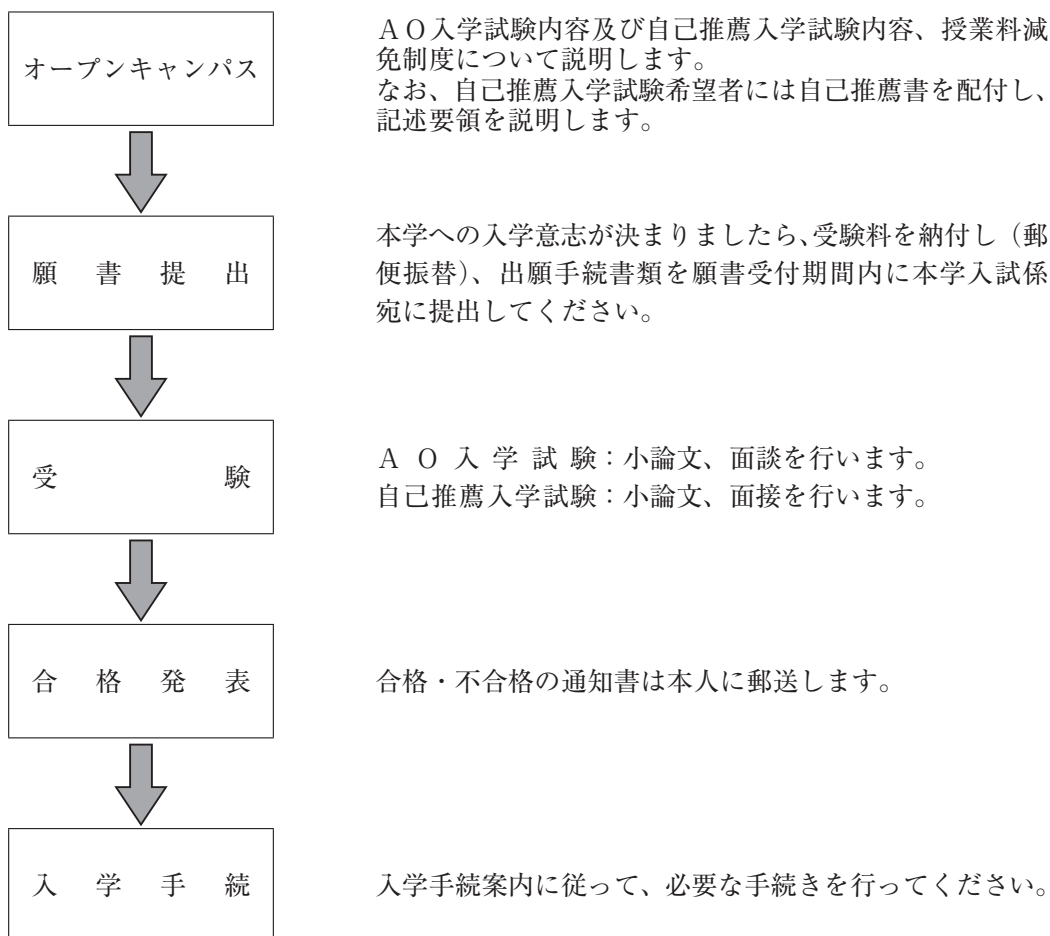 オープンキャンパス
ＡＯ入学試験内容及び自己推薦入学試験内容、授業料減
免制度について説明します。
なお、自己推薦入学試験希望者には自己推薦書を配付し、
記述要領を説明します。
願書提出
本学への入学意志が決まりましたら、受験料を納付し（郵
便振替）、出願手続書類を願書受付期間内に本学入試係
宛に提出してください。
受験
ＡＯ入学試験：小論文、面談を行います。
自己推薦入学試験：小論文、面接を行います。
合格発表
合格・不合格の通知書は本人に郵送します。
入学手続
入学手続案内に従って、必要な手続きを行ってください。